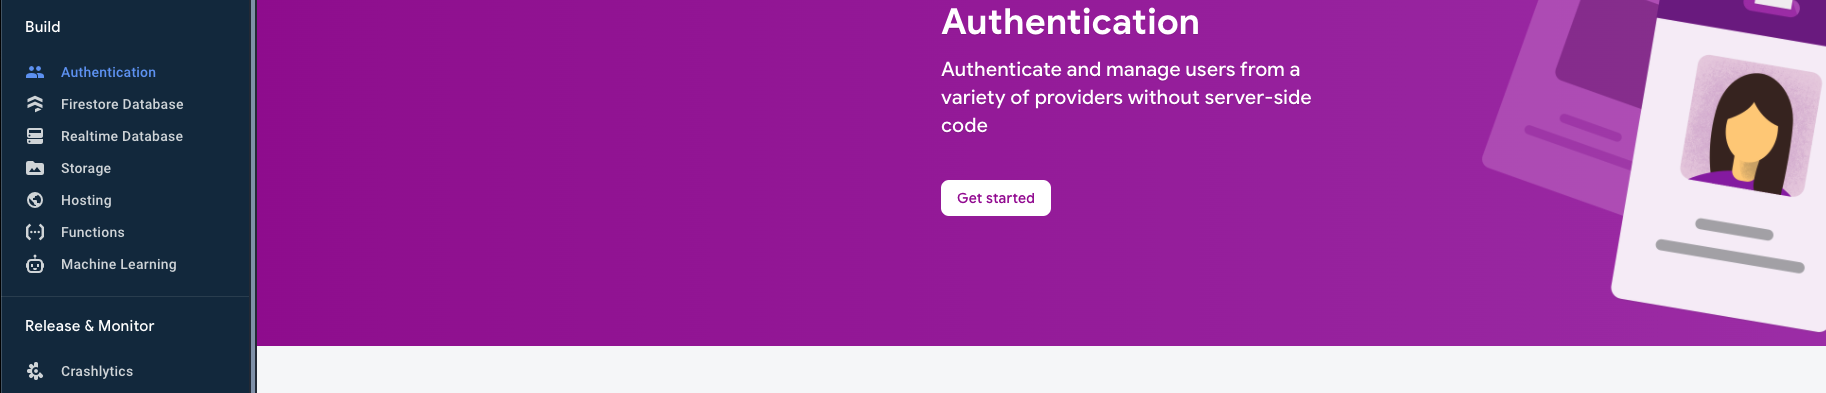 Build
Authentication
Firestore Database
Realtime Database
Storage
Hosting
Functions
Machine Learning
Release & Monitor
Crashlytics
Authentication
Authenticate and manage users from a
variety of providers without server-side
code
Get started